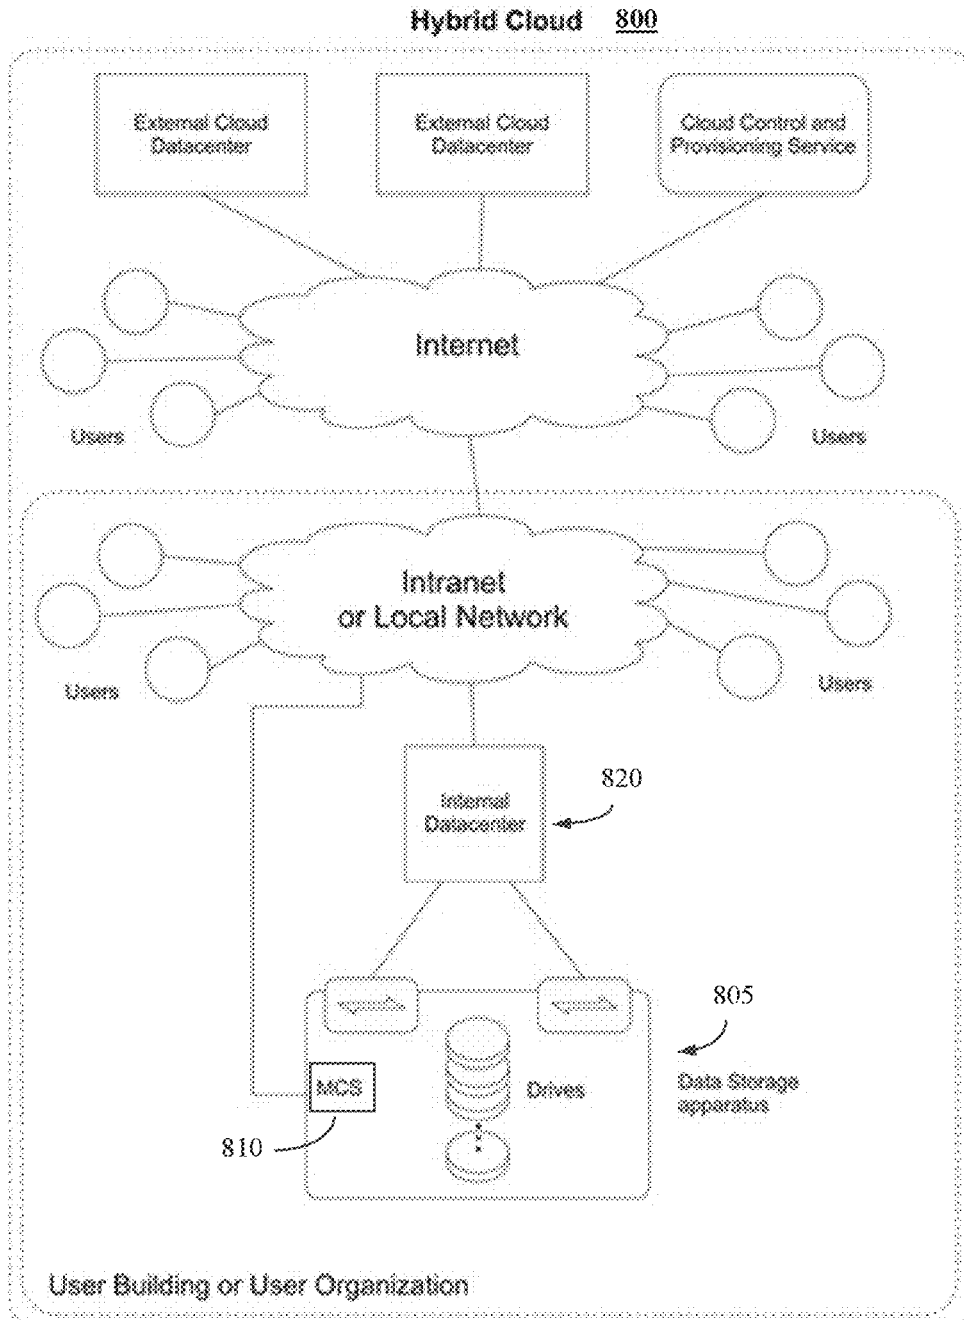 Hybrid Cloud 800
External Cloud
Datacenter
External Cloud
Datacenter
Cloud Control and
Provisioning Service
Internet
Users
Users
Intranet
or Local Network
Users
Users
Internal
Datacenter
820
805
Data Storage
apparatus
MCS
Drives
810
User Building or User Organization